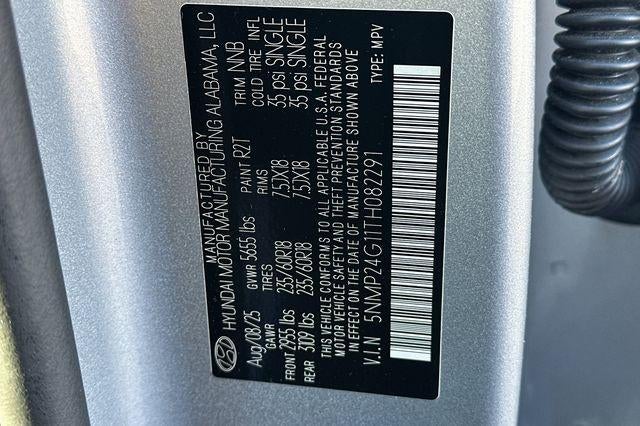 MANUFACTURED BY
HYUNDAI MOTOR MANUFACTURING ALABAMA, LLC
Aug/08/25 GVWR 5655 lbs PAINT R2T TRIM NNB
GAWR TIRES RIMS COLD TIRE INFL
FRONT 2955 lbs 235/60R18 7.5JX18 35 psi SINGLE
REAR 3109 lbs 235/60R18 7.5JX18 35 psi SINGLE
THIS VEHICLE CONFORMS TO ALL APPLICABLE U.S.A. FEDERAL
MOTOR VEHICLE SAFETY, AND THEFT PREVENTION STANDARDS
IN EFFECT ON THE DATE OF MANUFACTURE SHOWN ABOVE
V.I.N 5NMP24G11TH082291 TYPE: MPV